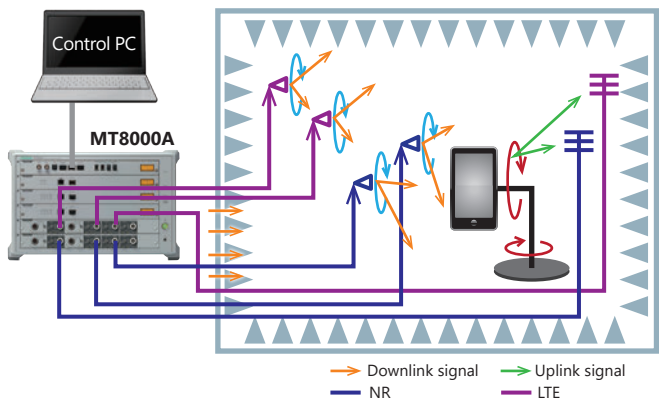 Control PC
MT8000A
Downlink signal
Uplink signal
NR
LTE